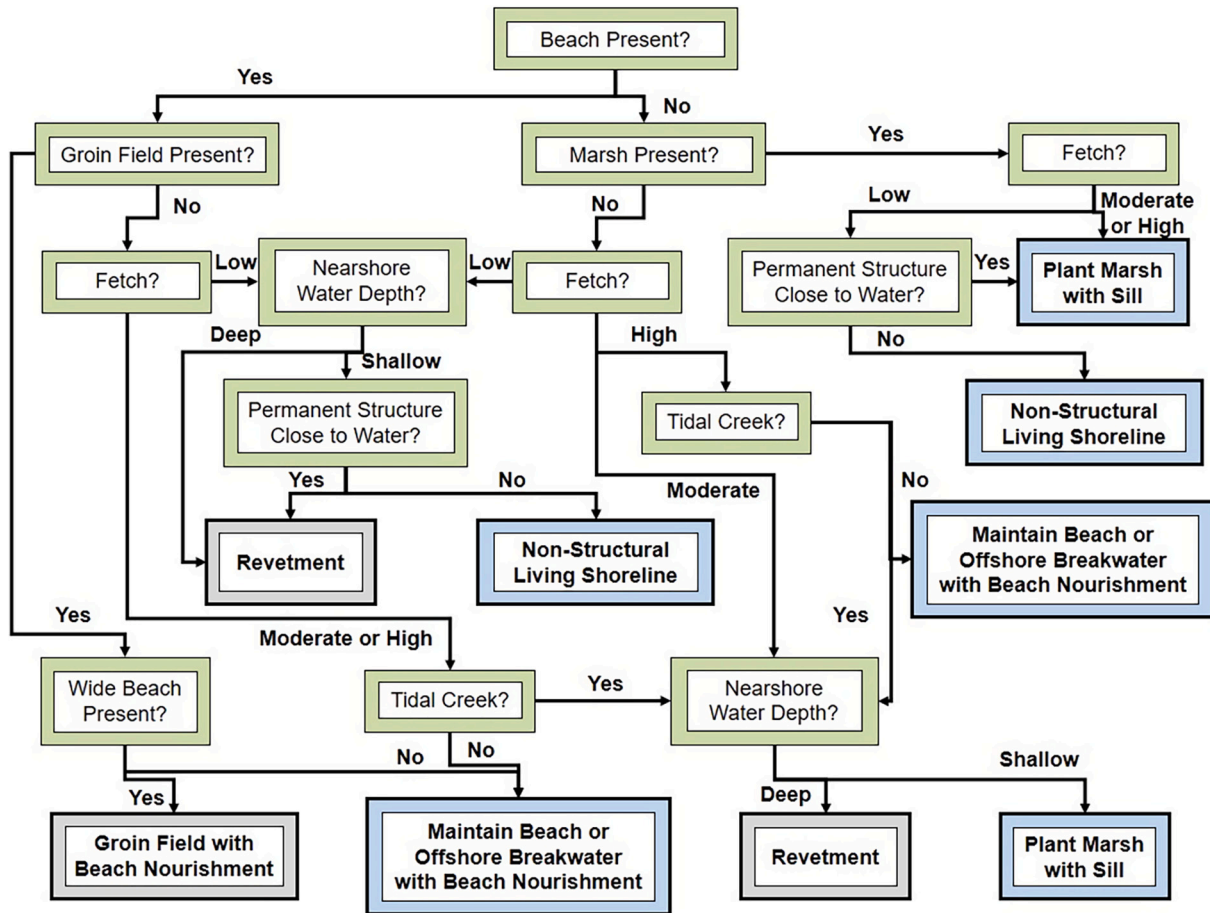 Beach Present?
Yes
No
Groin Field Present?
Marsh Present?
Yes
Fetch?
No
No
Low
Moderate
or High
Fetch?
Low
Nearshore
Water Depth?
Low
Fetch?
Permanent Structure
Close to Water?
Yes
Plant Marsh
with Sill
Deep
Shallow
High
No
Permanent Structure
Close to Water?
Tidal Creek?
Non-Structural
Living Shoreline
Yes
No
Moderate
No
Revetment
Non-Structural
Living Shoreline
Maintain Beach or
Offshore Breakwater
with Beach Nourishment
Yes
Moderate or High
Yes
Wide Beach
Present?
Tidal Creek?
Yes
Nearshore
Water Depth?
No
No
Yes
Deep
Shallow
Groin Field with
Beach Nourishment
Maintain Beach or
Offshore Breakwater
with Beach Nourishment
Revetment
Plant Marsh
with Sill